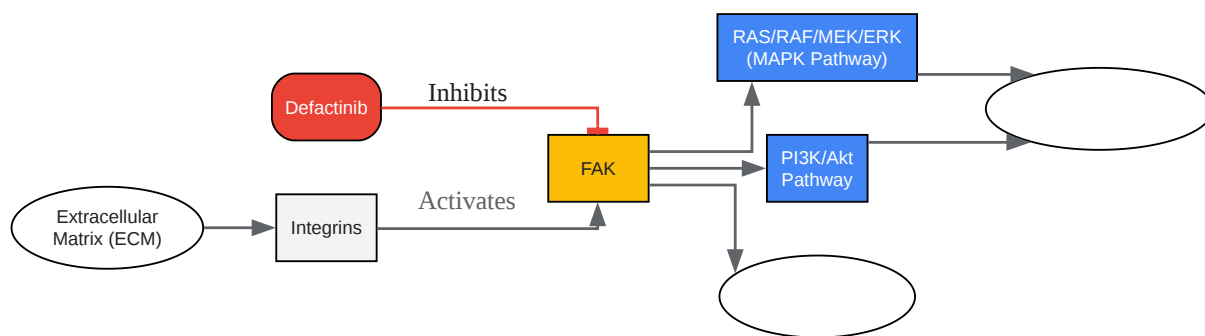 RAS/RAF/MEK/ERK
(MAPK Pathway)
Defactinib
Inhibits
FAK
PI3K/Akt
Pathway
Extracellular
Matrix (ECM)
Integrins
Activates